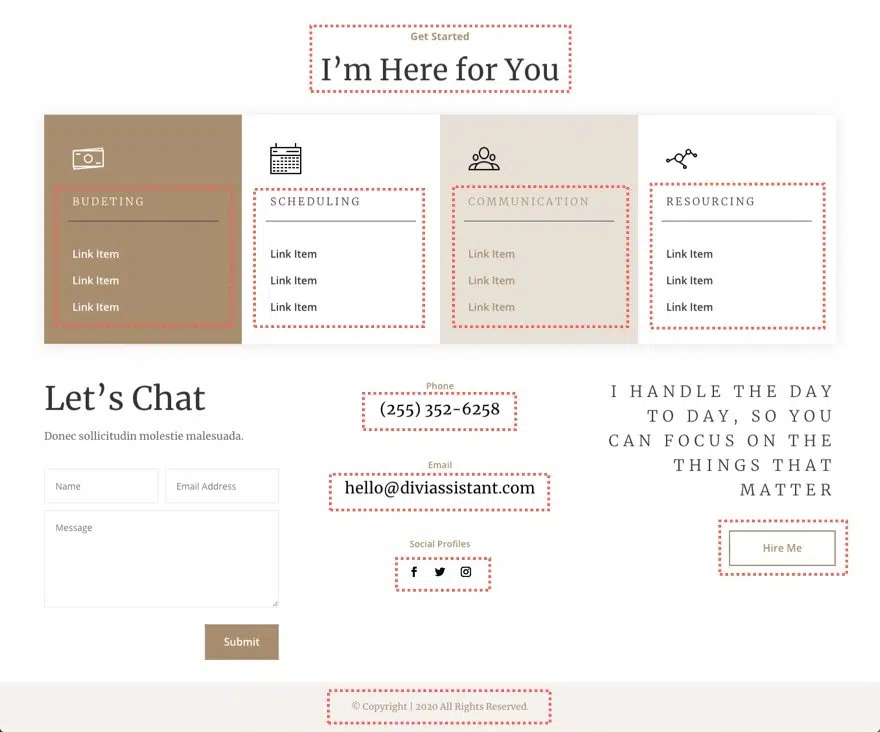 Get Started
I’m Here for You
BUDETING
Link Item
Link Item
Link Item
SCHEDULING
Link Item
Link Item
Link Item
COMMUNICATION
Link Item
Link Item
Link Item
RESOURCING
Link Item
Link Item
Link Item
Let’s Chat
Donec sollicitudin molestie malesuada.
Name
Email Address
Message
Submit
Phone
(255) 352-6258
Email
hello@diviassistant.com
Social Profiles
I HANDLE THE DAY
TO DAY, SO YOU
CAN FOCUS ON THE
THINGS THAT
MATTER
Hire Me
© Copyright | 2020 All Rights Reserved.